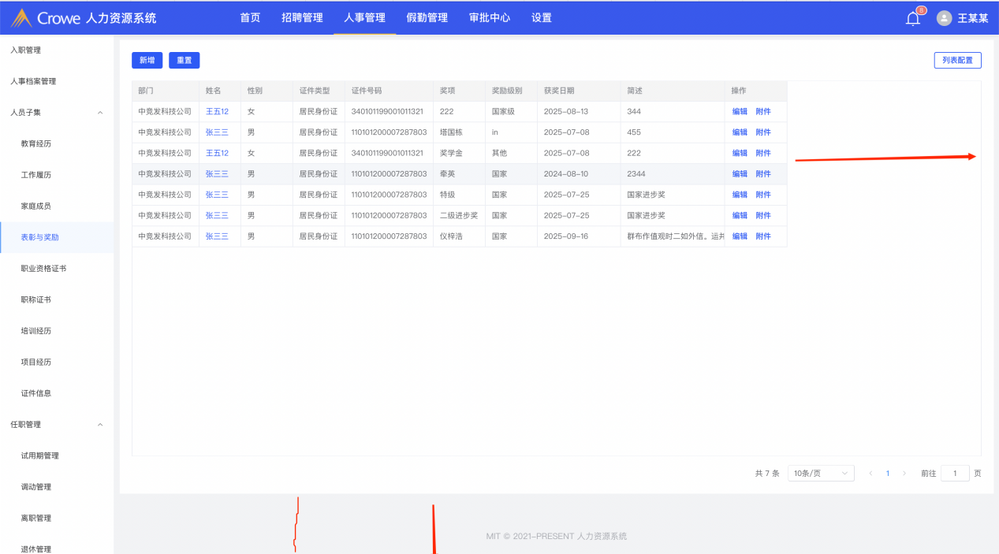 Crowe 人力资源系统 首页 招聘管理 人事管理 假勤管理 审批中心 设置 8 王某某
入职管理
人事档案管理
人员子集
教育经历
工作履历
家庭成员
表彰与奖励
职业资格证书
职称证书
培训经历
项目经历
证件信息
任职管理
试用期管理
调动管理
离职管理
退休管理
新增 重置 列表配置
部门 姓名 性别 证件类型 证件号码 奖项 奖励级别 获奖日期 简述 操作
中竞发科技公司 王五12 女 居民身份证 340101199001011321 222 国家级 2025-08-13 344 编辑 附件
中竞发科技公司 张三三 男 居民身份证 110101200007287803 塔国栋 in 2025-07-08 455 编辑 附件
中竞发科技公司 王五12 女 居民身份证 340101199001011321 奖学金 其他 2025-07-08 222 编辑 附件
中竞发科技公司 张三三 男 居民身份证 110101200007287803 牵英 国家 2024-08-10 2344 编辑 附件
中竞发科技公司 张三三 男 居民身份证 110101200007287803 特级 国家 2025-07-25 国家进步奖 编辑 附件
中竞发科技公司 张三三 男 居民身份证 110101200007287803 二级进步奖 国家 2025-07-25 国家进步奖 编辑 附件
中竞发科技公司 张三三 男 居民身份证 110101200007287803 仪梓浩 国家 2025-09-16 群布作值观时二如外信。运共 编辑 附件
共 7 条 10条/页 1 前往 1 页
MIT © 2021-PRESENT 人力资源系统